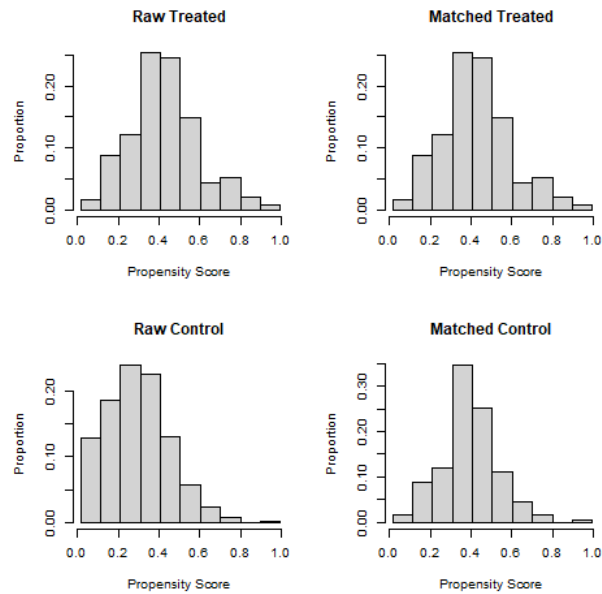 Raw Treated
Proportion
0.00 0.10 0.20
0.0 0.2 0.4 0.6 0.8 1.0
Propensity Score
Matched Treated
Proportion
0.00 0.10 0.20
0.0 0.2 0.4 0.6 0.8 1.0
Propensity Score
Raw Control
Proportion
0.00 0.10 0.20
0.0 0.2 0.4 0.6 0.8 1.0
Propensity Score
Matched Control
Proportion
0.00 0.10 0.20 0.30
0.0 0.2 0.4 0.6 0.8 1.0
Propensity Score